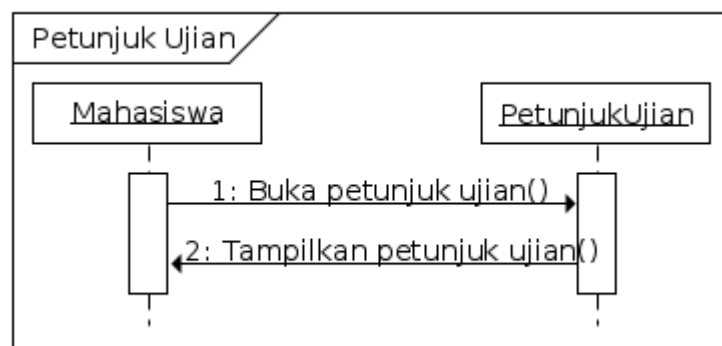 Petunjuk Ujian
Mahasiswa
PetunjukUjian
1: Buka petunjuk ujian()
2: Tampilkan petunjuk ujian()